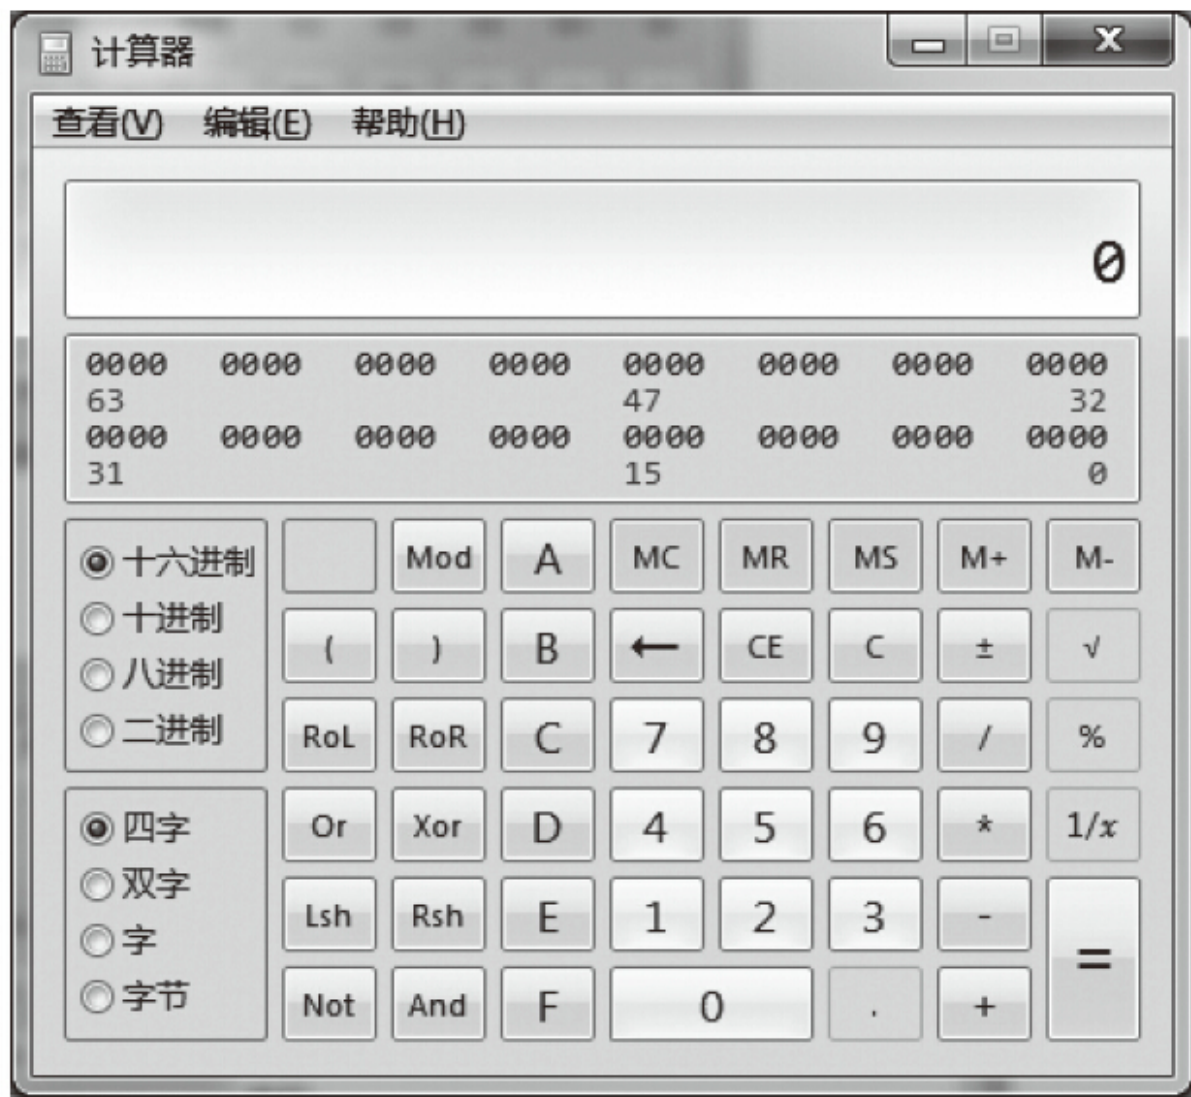 计算器
查看(V) 编辑(E) 帮助(H)
0
0000 0000 0000 0000 0000 0000 0000 0000
63 47 32
0000 0000 0000 0000 0000 0000 0000 0000
31 15 0
十六进制 Mod A MC MR MS M+ M-
十进制
( ) B ← CE C ± √
八进制
二进制 RoL RoR C 7 8 9 / %
四字 Or Xor D 4 5 6 * 1/x
双字
字 Lsh Rsh E 1 2 3 - =
字节 Not And F 0 . +